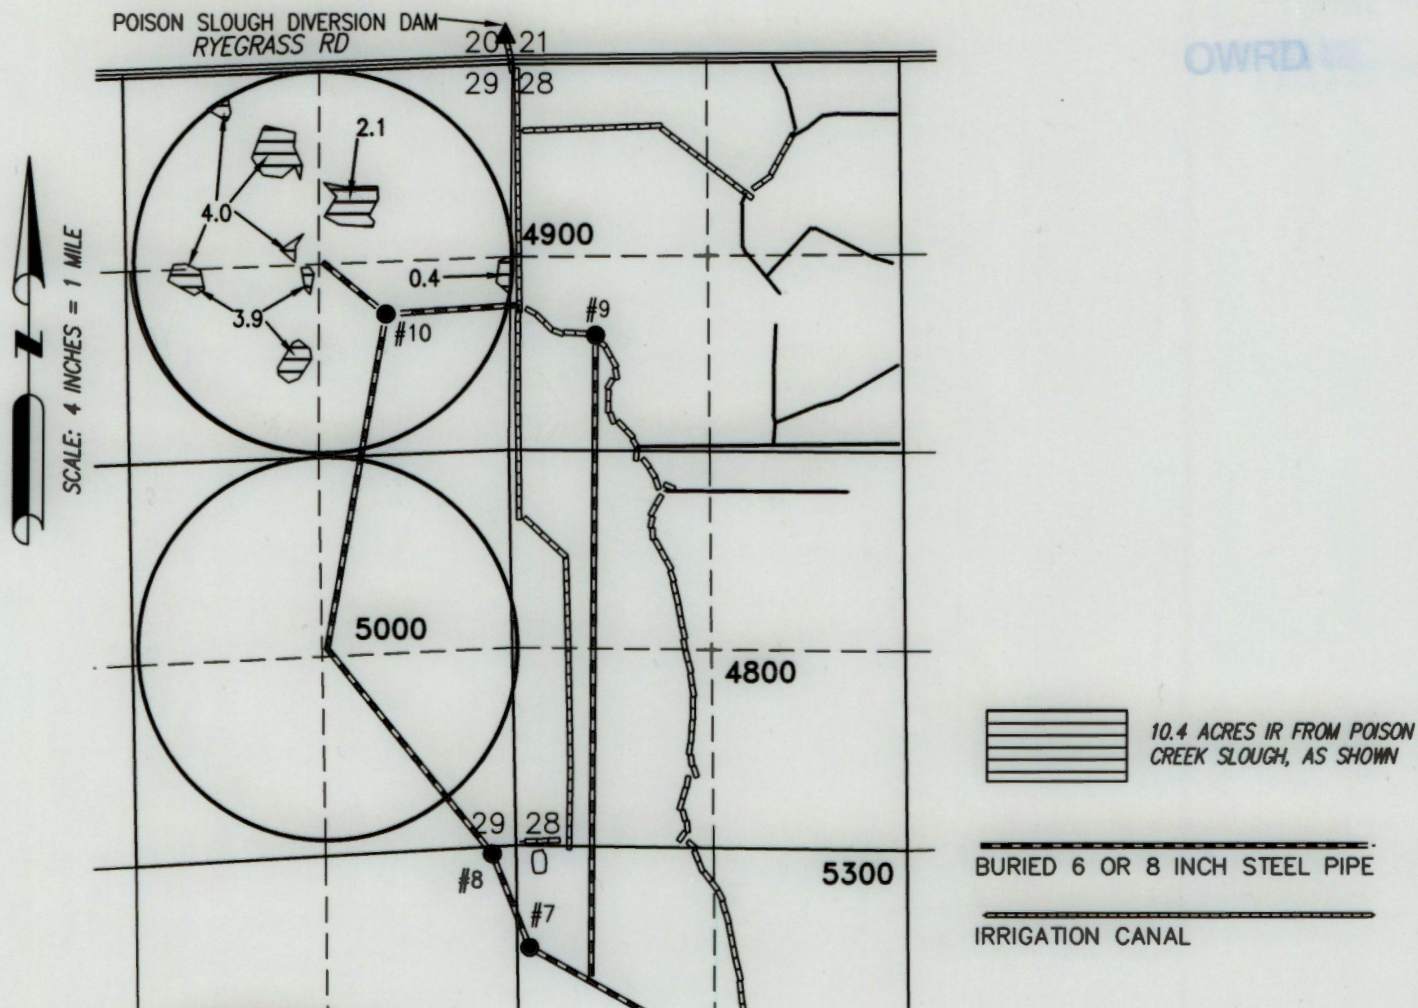 POISON SLOUGH DIVERSION DAM
RYEGRASS RD
20 21
29 28
OWRD
2.1
4.0
4900
0.4
3.9
#10
#9
N
SCALE: 4 INCHES = 1 MILE
5000
4800
10.4 ACRES IR FROM POISON
CREEK SLOUGH, AS SHOWN
29 28
#8
5300
BURIED 6 OR 8 INCH STEEL PIPE
#7
IRRIGATION CANAL